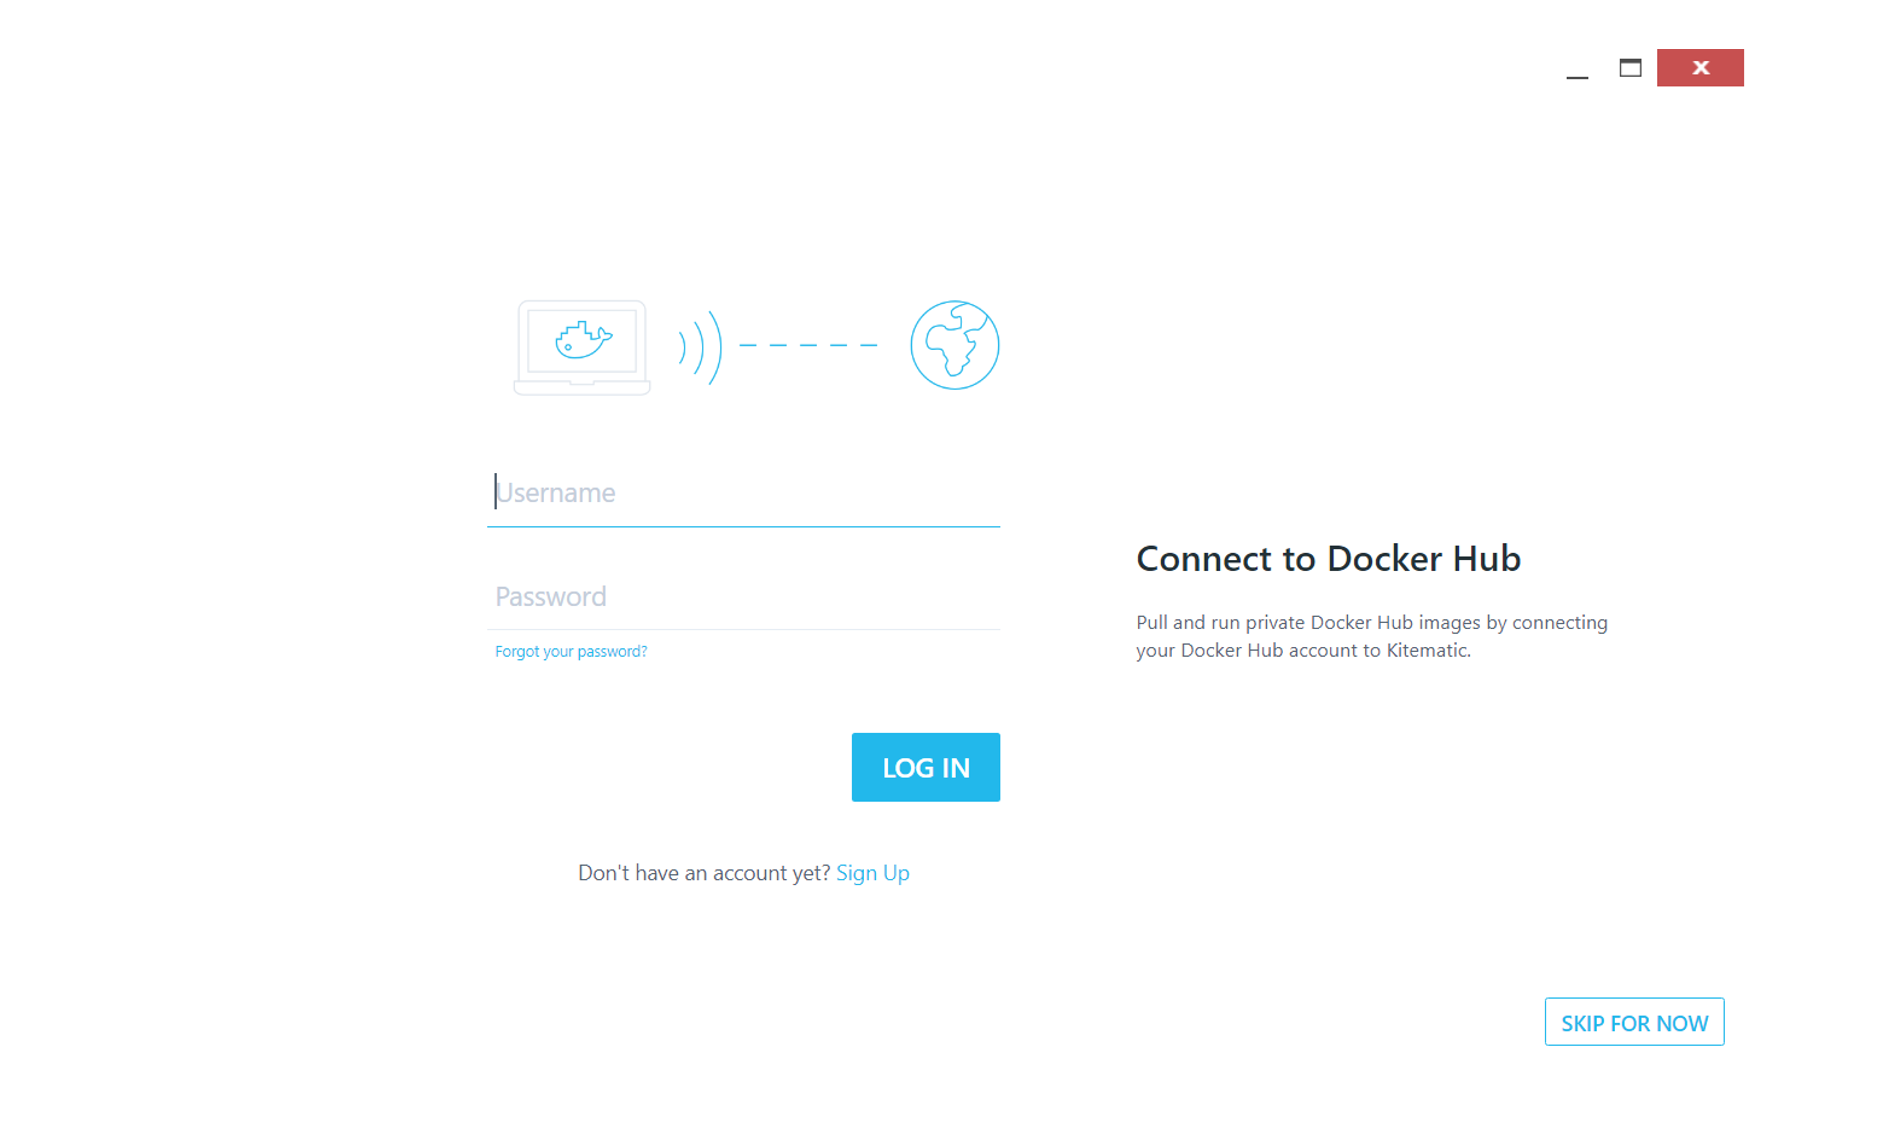 Username
Password
Forgot your password?
LOG IN
Don't have an account yet? Sign Up
Connect to Docker Hub
Pull and run private Docker Hub images by connecting
your Docker Hub account to Kitematic.
SKIP FOR NOW